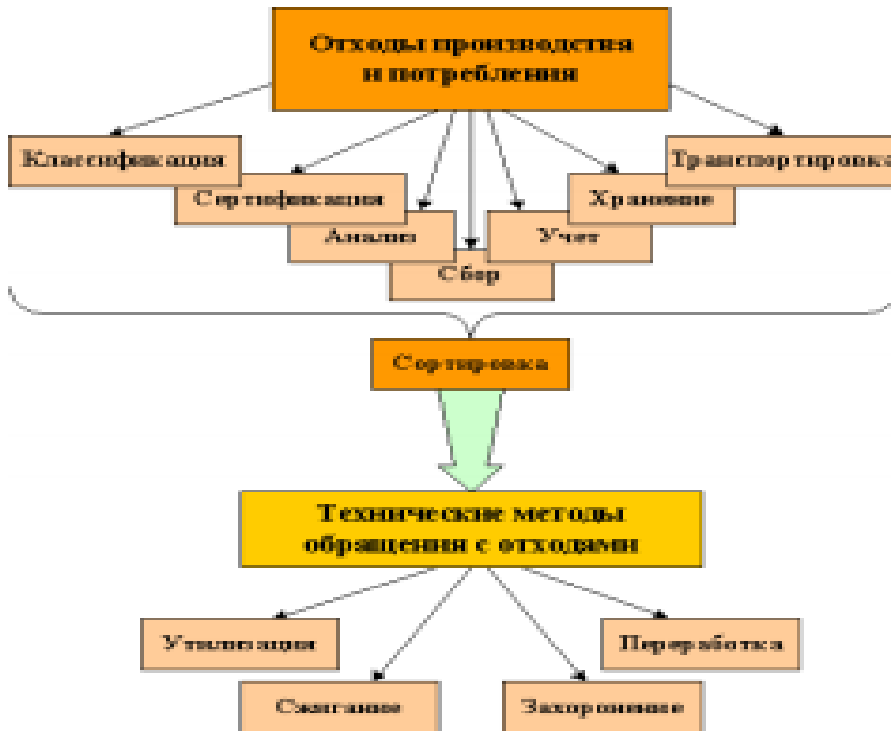 Отходы производства
и потребления
Классификация
Транспортировка
Сертификация
Хранение
Анализ
Учет
Сбор
Сортировка
Технические методы
обращения с отходами
Утилизация
Переработка
Сжигание
Захоронение